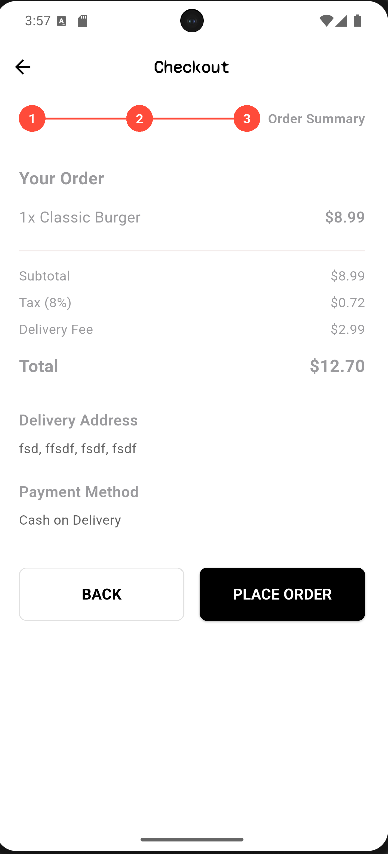 3:57
Checkout
1 2 3 Order Summary
Your Order
1x Classic Burger $8.99
Subtotal $8.99
Tax (8%) $0.72
Delivery Fee $2.99
Total $12.70
Delivery Address
fsd, ffsdf, fsdf, fsdf
Payment Method
Cash on Delivery
BACK PLACE ORDER